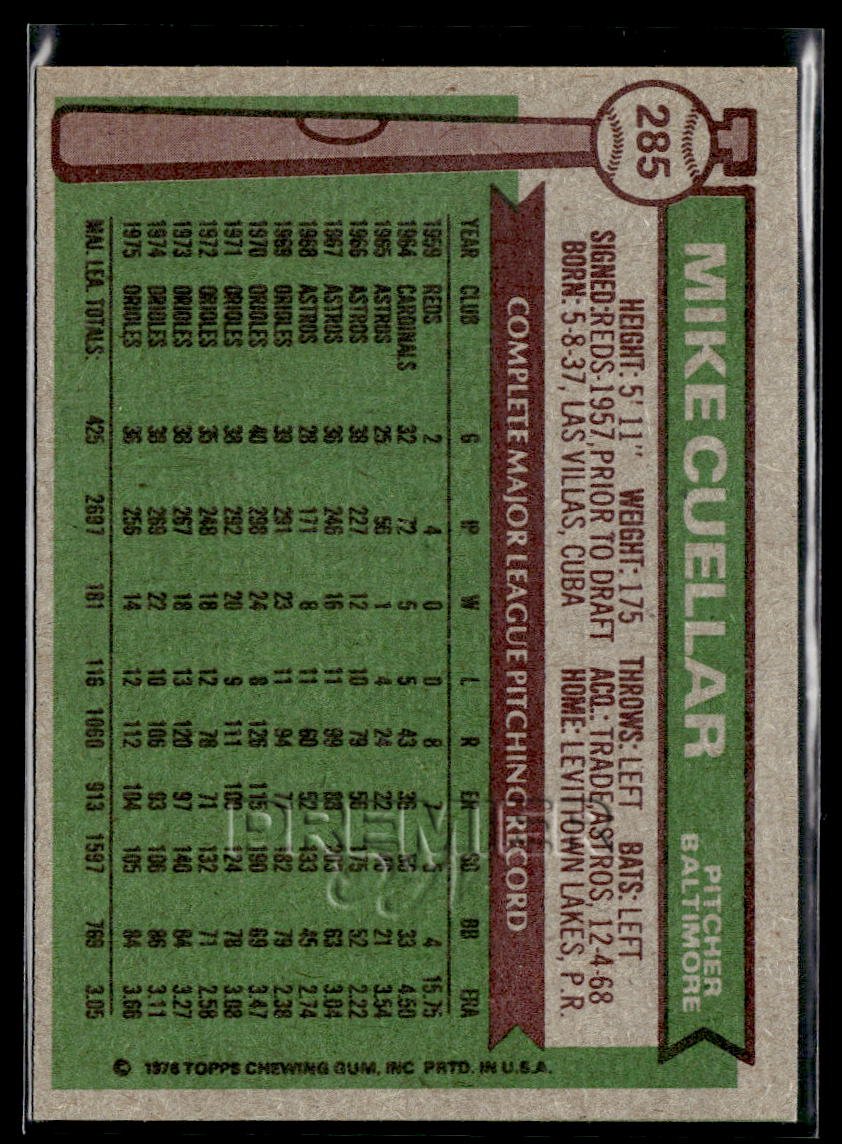 285
MIKE CUELLAR
PITCHER
BALTIMORE
HEIGHT: 5' 11" WEIGHT: 175 THROWS: LEFT BATS: LEFT
SIGNED: REDS-1957, PRIOR TO DRAFT ACQ.: TRADE/ASTROS, 12-4-68
BORN: 5-8-37, LAS VILLAS, CUBA HOME: LEVITTOWN LAKES, P.R.
COMPLETE MAJOR LEAGUE PITCHING RECORD
YEAR CLUB G IP W L R ER SO BB ERA
1959 REDS 2 4 0 0 8 7 5 4 15.75
1964 CARDINALS 32 72 5 5 43 36 56 33 4.50
1965 ASTROS 25 56 1 4 24 22 21 3.54
1966 ASTROS 38 227 12 10 79 56 175 52 2.22
1967 ASTROS 36 246 16 11 99 203 63 3.04
1968 ASTROS 28 171 8 11 60 52 133 45 2.74
1969 ORIOLES 39 291 23 11 94 77 182 79 2.38
1970 ORIOLES 40 298 24 8 126 115 190 69 3.47
1971 ORIOLES 38 292 20 9 111 100 124 78 3.08
1972 ORIOLES 35 248 18 12 78 71 132 71 2.58
1973 ORIOLES 38 267 18 13 120 97 140 84 3.27
1974 ORIOLES 38 269 22 10 106 93 106 86 3.11
1975 ORIOLES 36 256 14 12 112 104 105 84 3.66
MAJ. LEA. TOTALS: 425 2697 181 116 1060 913 1597 769 3.05
© 1976 TOPPS CHEWING GUM, INC PRTD. IN U.S.A.
PREMIER